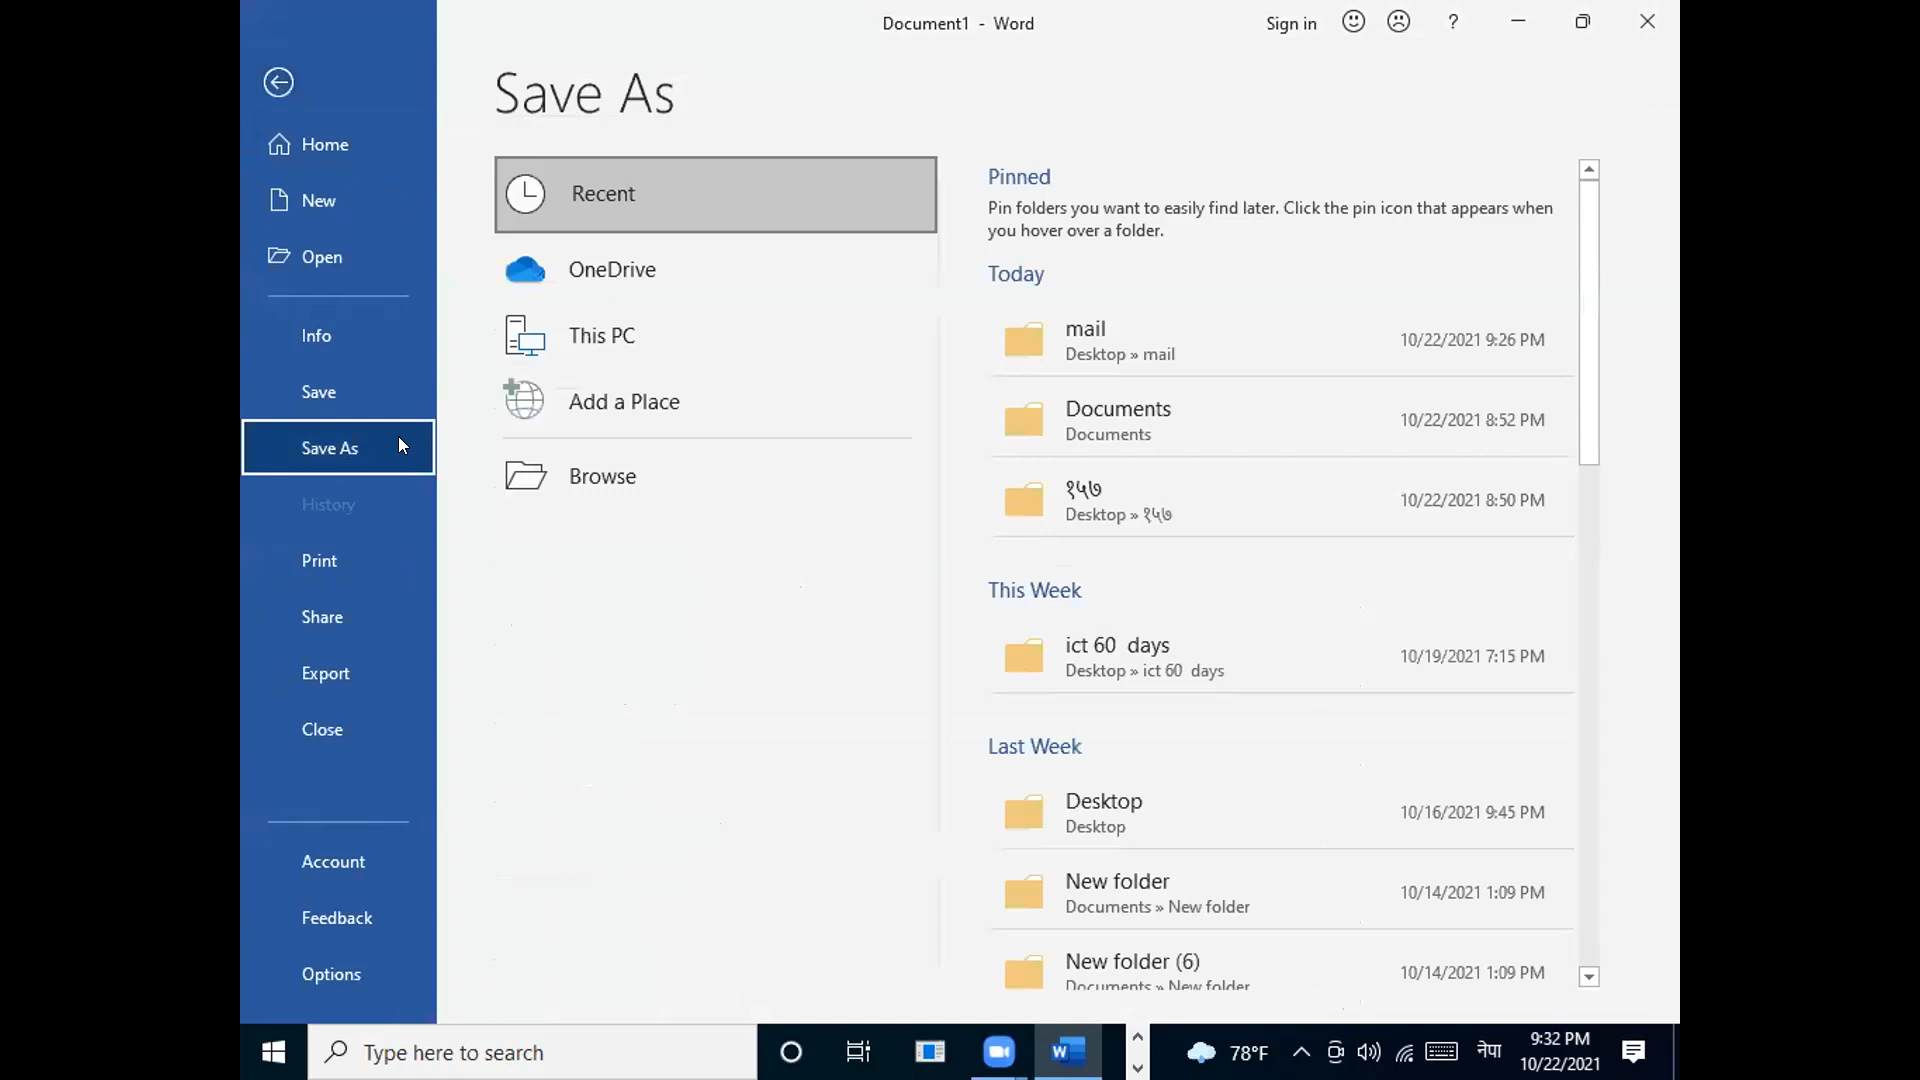 Document1 - Word
Sign in
?
Save As
Home
New
Open
Info
Save
Save As
History
Print
Share
Export
Close
Account
Feedback
Options
Recent
OneDrive
This PC
Add a Place
Browse
Pinned
Pin folders you want to easily find later. Click the pin icon that appears when
you hover over a folder.
Today
mail
Desktop » mail
10/22/2021 9:26 PM
Documents
Documents
10/22/2021 8:52 PM
१५७
Desktop » १५७
10/22/2021 8:50 PM
This Week
ict 60  days
Desktop » ict 60  days
10/19/2021 7:15 PM
Last Week
Desktop
Desktop
10/16/2021 9:45 PM
New folder
Documents » New folder
10/14/2021 1:09 PM
New folder (6)
Documents » New folder
10/14/2021 1:09 PM
Type here to search
W
78°F
नेपा
9:32 PM
10/22/2021